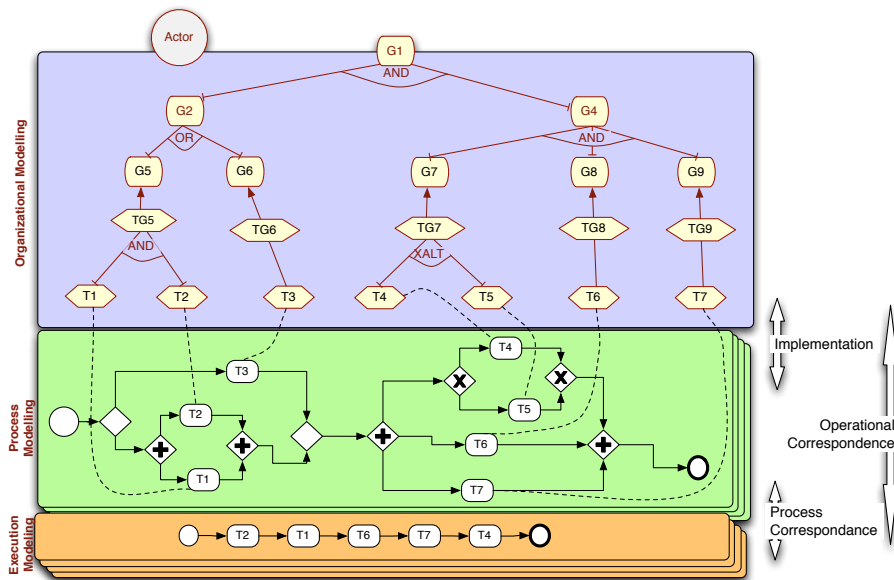 Actor
G1
AND
G2
G4
OR
AND
G5
G6
G7
G8
G9
TG5
TG6
TG7
TG8
TG9
AND
XALT
T1
T2
T3
T4
T5
T6
T7
Organizational Modelling
Implementation
T4
T3
T5
T2
T6
T1
T7
Process
Modelling
Operational
Correspondence
Process
Correspondance
T2
T1
T6
T7
T4
Execution
Modeling